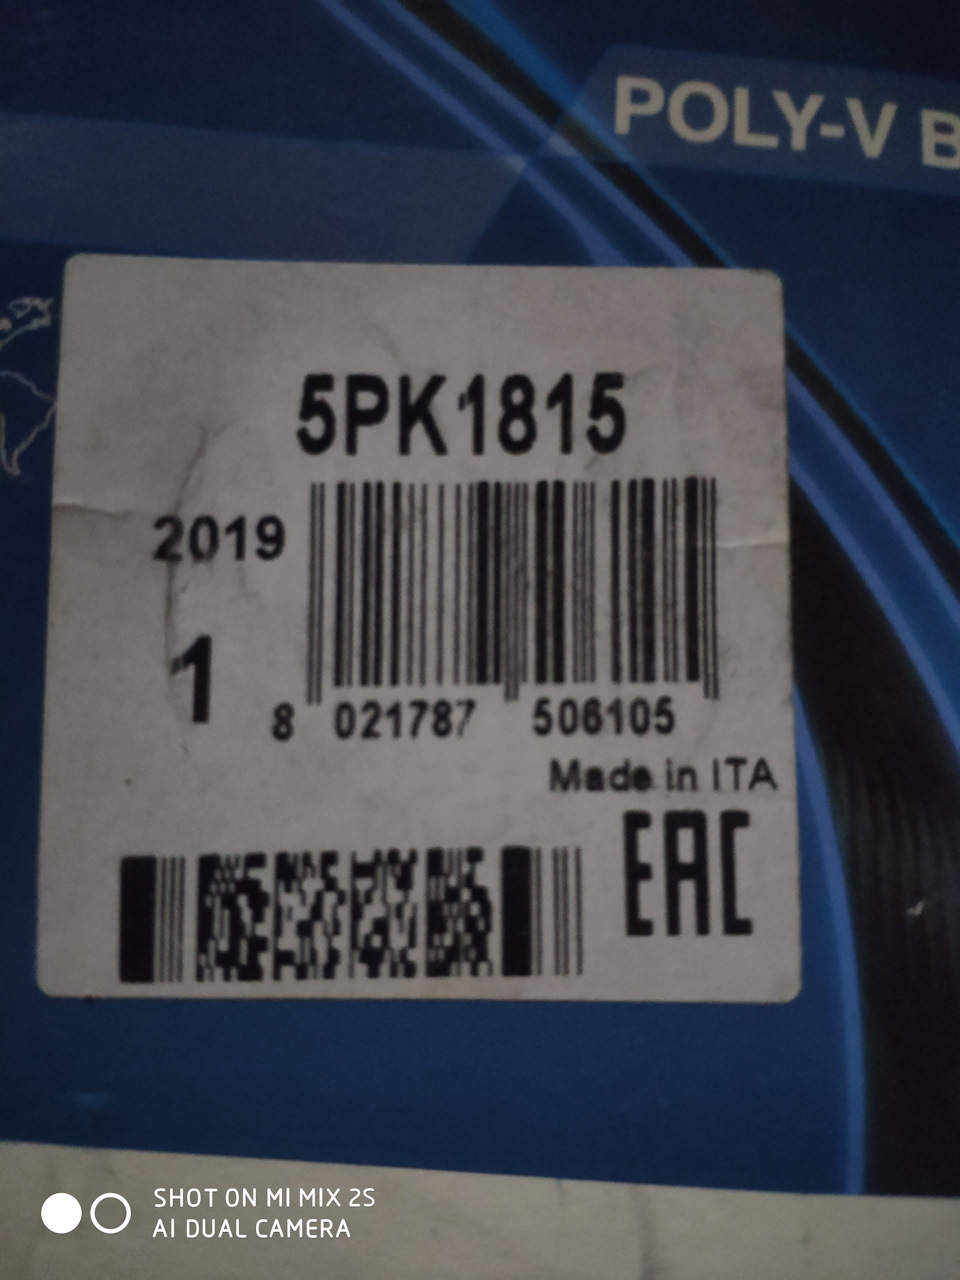 POLY-V B
5PK1815
2019
1
8 021787 506105
Made in ITA
EAC
SHOT ON MI MIX 2S
AI DUAL CAMERA